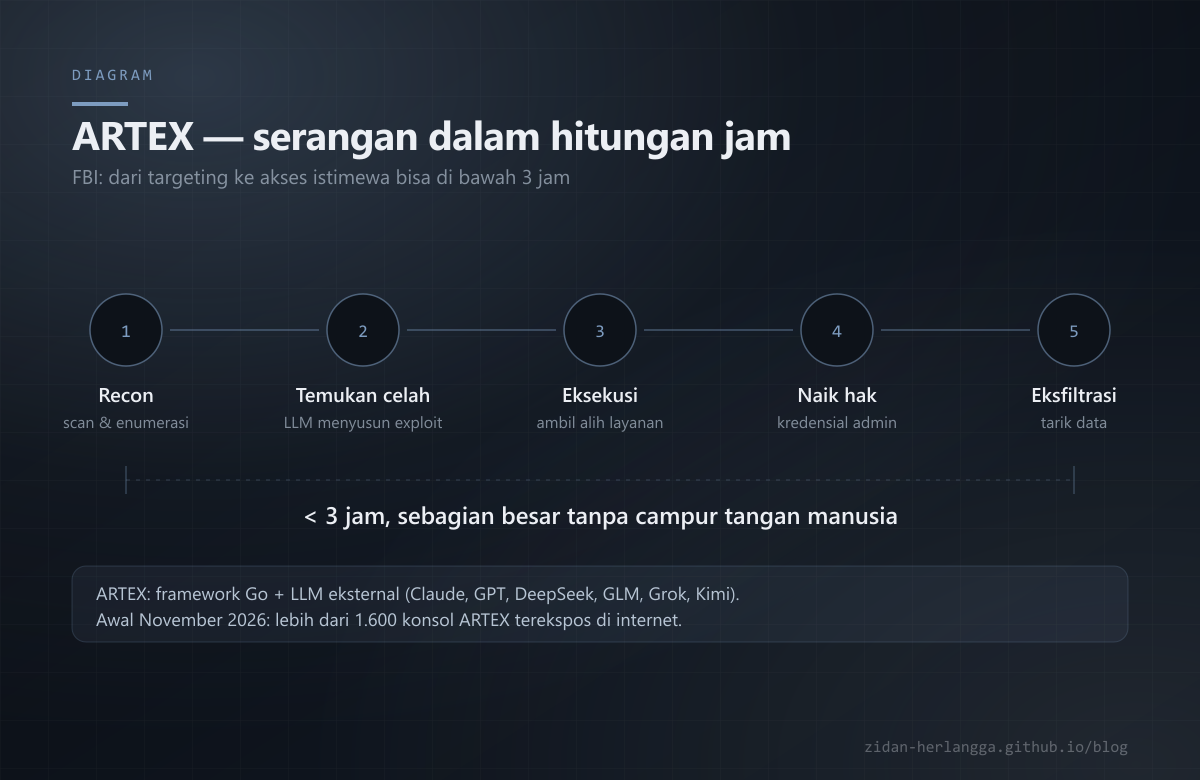 DIAGRAM
ARTEX — serangan dalam hitungan jam
FBI: dari targeting ke akses istimewa bisa di bawah 3 jam
1
2
3
4
5
Recon
Temukan celah
Eksekusi
Naik hak
Eksfiltrasi
scan & enumerasi
LLM menyusun exploit
ambil alih layanan
kredensial admin
tarik data
< 3 jam, sebagian besar tanpa campur tangan manusia
ARTEX: framework Go + LLM eksternal (Claude, GPT, DeepSeek, GLM, Grok, Kimi).
Awal November 2026: lebih dari 1.600 konsol ARTEX terekspos di internet.
zidan-herlangga.github.io/blog